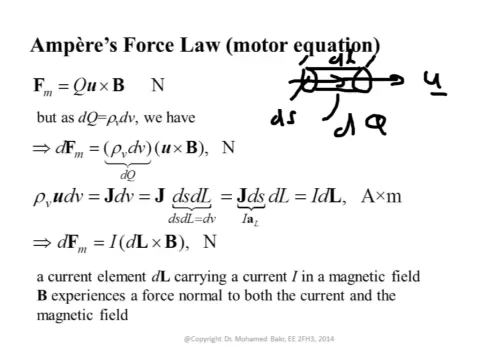 Ampère's Force Law (motor equation)
dL
F_m = Qu × B    N
u
but as dQ=ρ_v dv, we have
ds
dQ
⇒ dF_m = (ρ_v dv)(u × B),  N
dQ
ρ_v u dv = J dv = J dsdL = J ds dL = I dL,  A×m
dsdL=dv    I a_L
⇒ dF_m = I(dL × B), N
a current element dL carrying a current I in a magnetic field
B experiences a force normal to both the current and the
magnetic field
@Copyright Dr. Mohamed Bakr, EE 2FH3, 2014